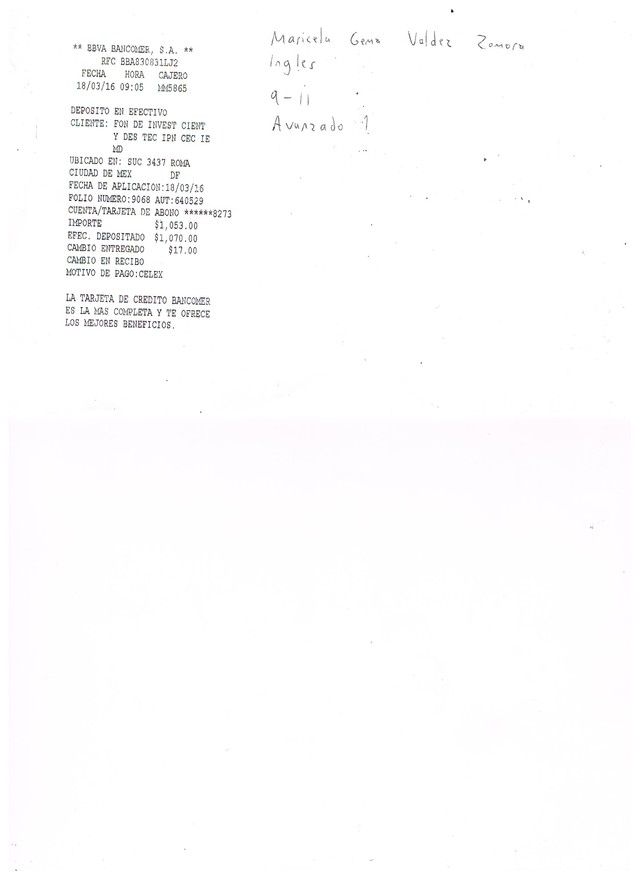 ** BBVA BANCOMER, S.A. **
RFC BBA830831LJ2
FECHA HORA CAJERO
18/03/16 09:05 MM5865
DEPOSITO EN EFECTIVO
CLIENTE: FON DE INVEST CIENT
Y DES TEC IPN CEC IE
MD
UBICADO EN: SUC 3437 ROMA
CIUDAD DE MEX DF
FECHA DE APLICACION:18/03/16
FOLIO NUMERO:9068 AUT:640529
CUENTA/TARJETA DE ABONO ******8273
IMPORTE $1,053.00
EFEC. DEPOSITADO $1,070.00
CAMBIO ENTREGADO $17.00
CAMBIO EN RECIBO
MOTIVO DE PAGO:CELEX
LA TARJETA DE CREDITO BANCOMER
ES LA MAS COMPLETA Y TE OFRECE
LOS MEJORES BENEFICIOS.
Maricela Gema Valdez Zamora
Ingles
9-11
Avanzado 1